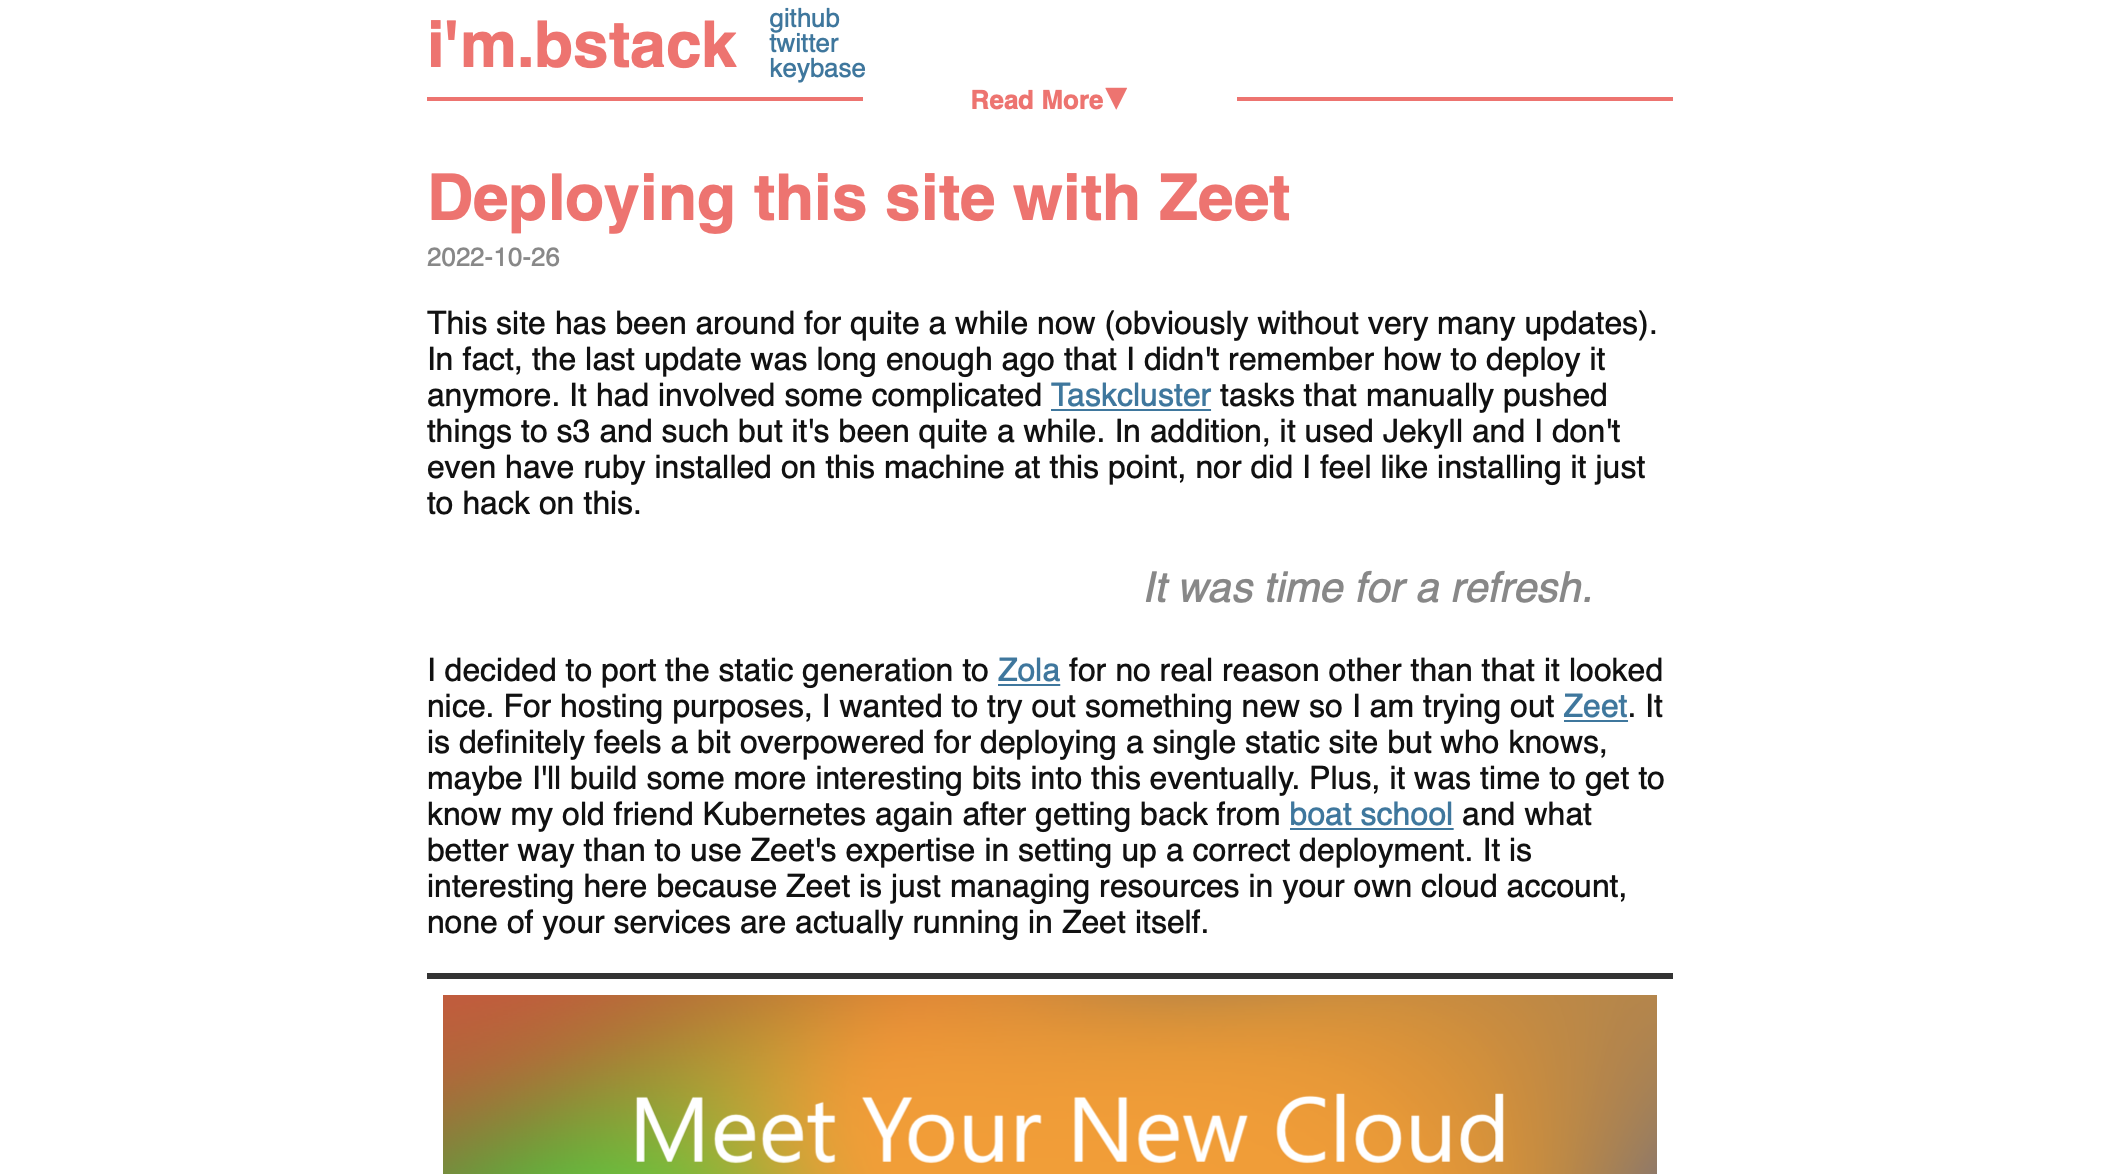 i'm.bstack
github
twitter
keybase
Read More▼
Deploying this site with Zeet
2022-10-26
This site has been around for quite a while now (obviously without very many updates).
In fact, the last update was long enough ago that I didn't remember how to deploy it
anymore. It had involved some complicated Taskcluster tasks that manually pushed
things to s3 and such but it's been quite a while. In addition, it used Jekyll and I don't
even have ruby installed on this machine at this point, nor did I feel like installing it just
to hack on this.
It was time for a refresh.
I decided to port the static generation to Zola for no real reason other than that it looked
nice. For hosting purposes, I wanted to try out something new so I am trying out Zeet. It
is definitely feels a bit overpowered for deploying a single static site but who knows,
maybe I'll build some more interesting bits into this eventually. Plus, it was time to get to
know my old friend Kubernetes again after getting back from boat school and what
better way than to use Zeet's expertise in setting up a correct deployment. It is
interesting here because Zeet is just managing resources in your own cloud account,
none of your services are actually running in Zeet itself.
Meet Your New Cloud